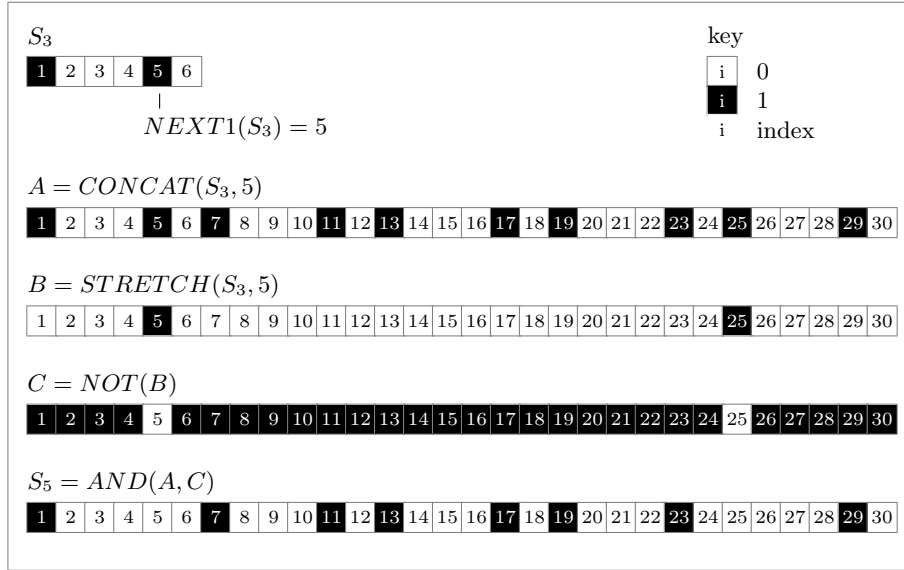 S₃
key
1 2 3 4 5 6
i 0
i 1
NEXT1(S₃) = 5
i index
A = CONCAT(S₃, 5)
1 2 3 4 5 6 7 8 9 10 11 12 13 14 15 16 17 18 19 20 21 22 23 24 25 26 27 28 29 30
B = STRETCH(S₃, 5)
1 2 3 4 5 6 7 8 9 10 11 12 13 14 15 16 17 18 19 20 21 22 23 24 25 26 27 28 29 30
C = NOT(B)
1 2 3 4 5 6 7 8 9 10 11 12 13 14 15 16 17 18 19 20 21 22 23 24 25 26 27 28 29 30
S₅ = AND(A, C)
1 2 3 4 5 6 7 8 9 10 11 12 13 14 15 16 17 18 19 20 21 22 23 24 25 26 27 28 29 30